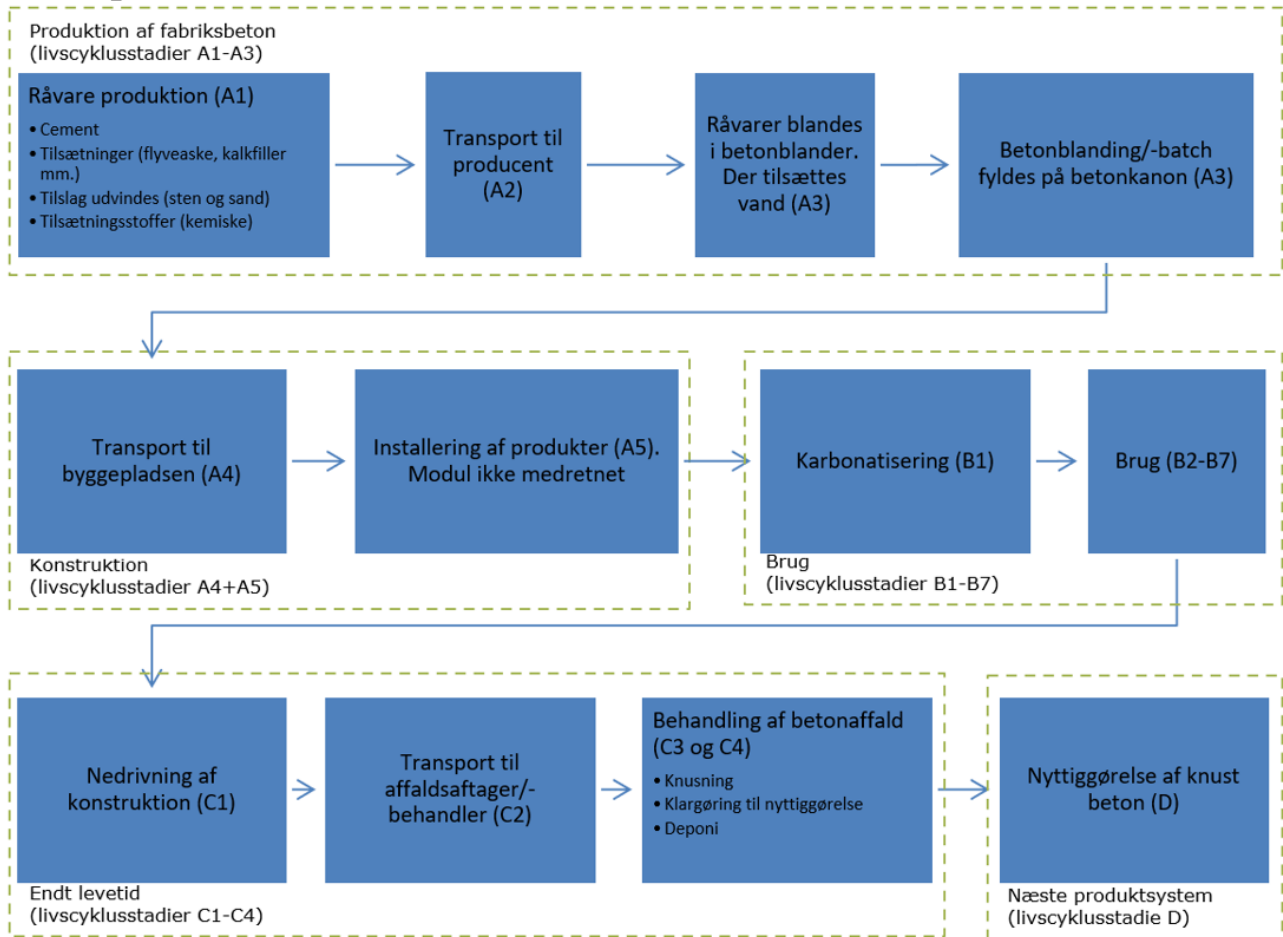 Produktion af fabriksbeton
(livscyklusstadier A1-A3)
Råvare produktion (A1)
• Cement
• Tilsætninger (flyveaske, kalkfiller
mm.)
• Tilslag udvindes (sten og sand)
• Tilsætningsstoffer (kemiske)
Transport til
producent
(A2)
Råvarer blandes
i betonblander.
Der tilsættes
vand (A3)
Betonblanding/-batch
fyldes på betonkanon (A3)
Transport til
byggepladsen (A4)
Installering af produkter (A5).
Modul ikke medretnet
Konstruktion
(livscyklusstadier A4+A5)
Karbonatisering (B1)
Brug (B2-B7)
Brug
(livscyklusstadier B1-B7)
Nedrivning af
konstruktion (C1)
Transport til
affaldsaftager/-
behandler (C2)
Behandling af betonaffald
(C3 og C4)
• Knusning
• Klargøring til nyttiggørelse
• Deponi
Endt levetid
(livscyklusstadier C1-C4)
Nyttiggørelse af knust
beton (D)
Næste produktsystem
(livscyklusstadie D)